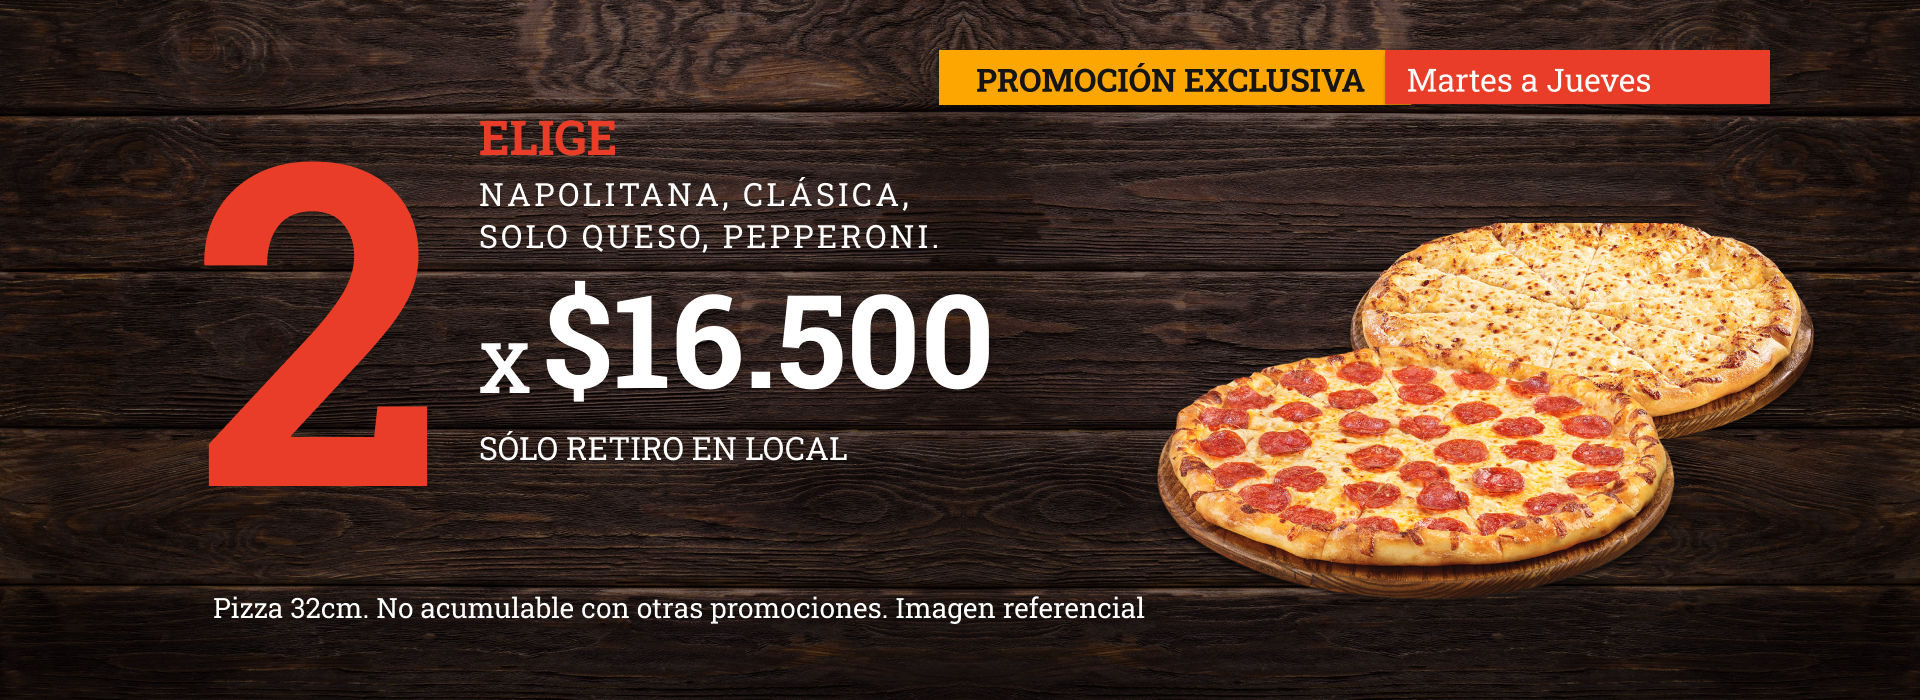 PROMOCIÓN EXCLUSIVA Martes a Jueves
2
ELIGE
NAPOLITANA, CLÁSICA,
SOLO QUESO, PEPPERONI.
x $16.500
SÓLO RETIRO EN LOCAL
Pizza 32cm. No acumulable con otras promociones. Imagen referencial